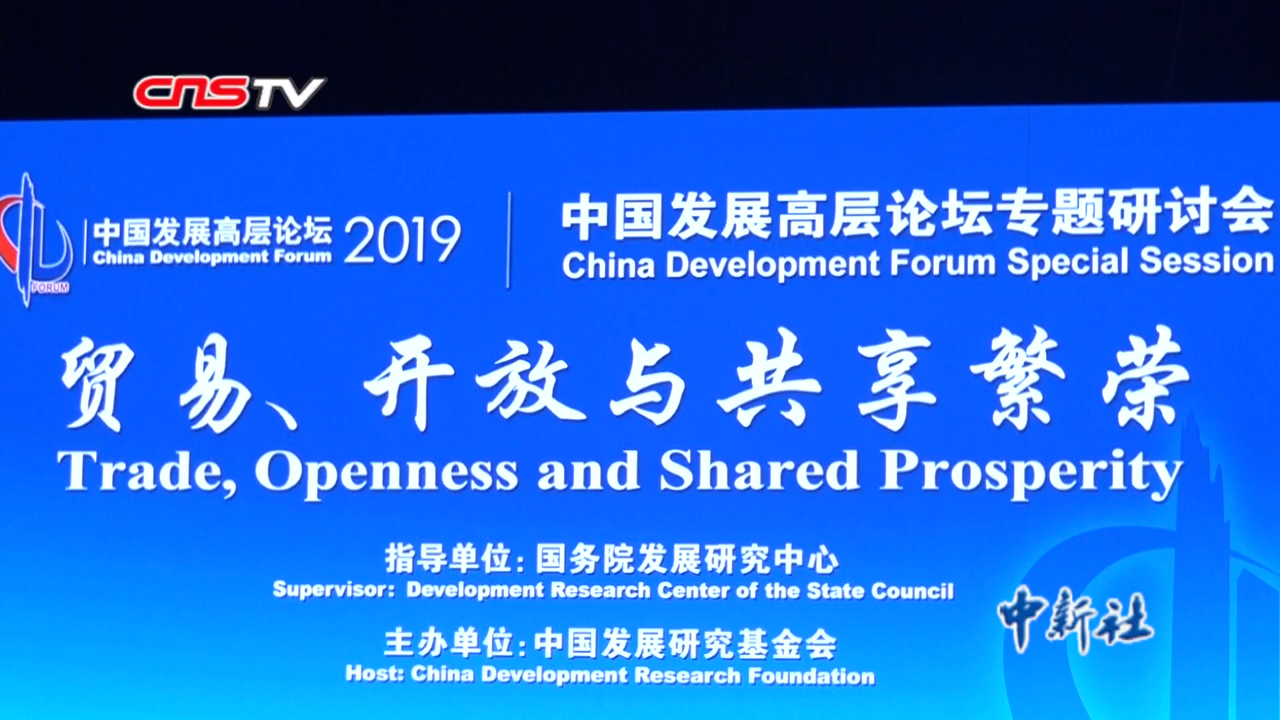 CNSTV
中国发展高层论坛 2019
China Development Forum
FORUM
中国发展高层论坛专题研讨会
China Development Forum Special Session
贸易、开放与共享繁荣
Trade, Openness and Shared Prosperity
指导单位:国务院发展研究中心
Supervisor: Development Research Center of the State Council
主办单位:中国发展研究基金会
Host: China Development Research Foundation
中新社